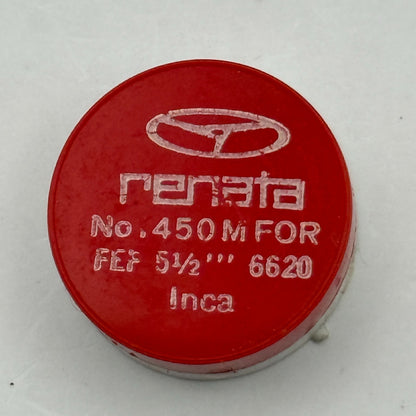 renata
No. 450 M FOR
FEF 5½''' 6620
Inca